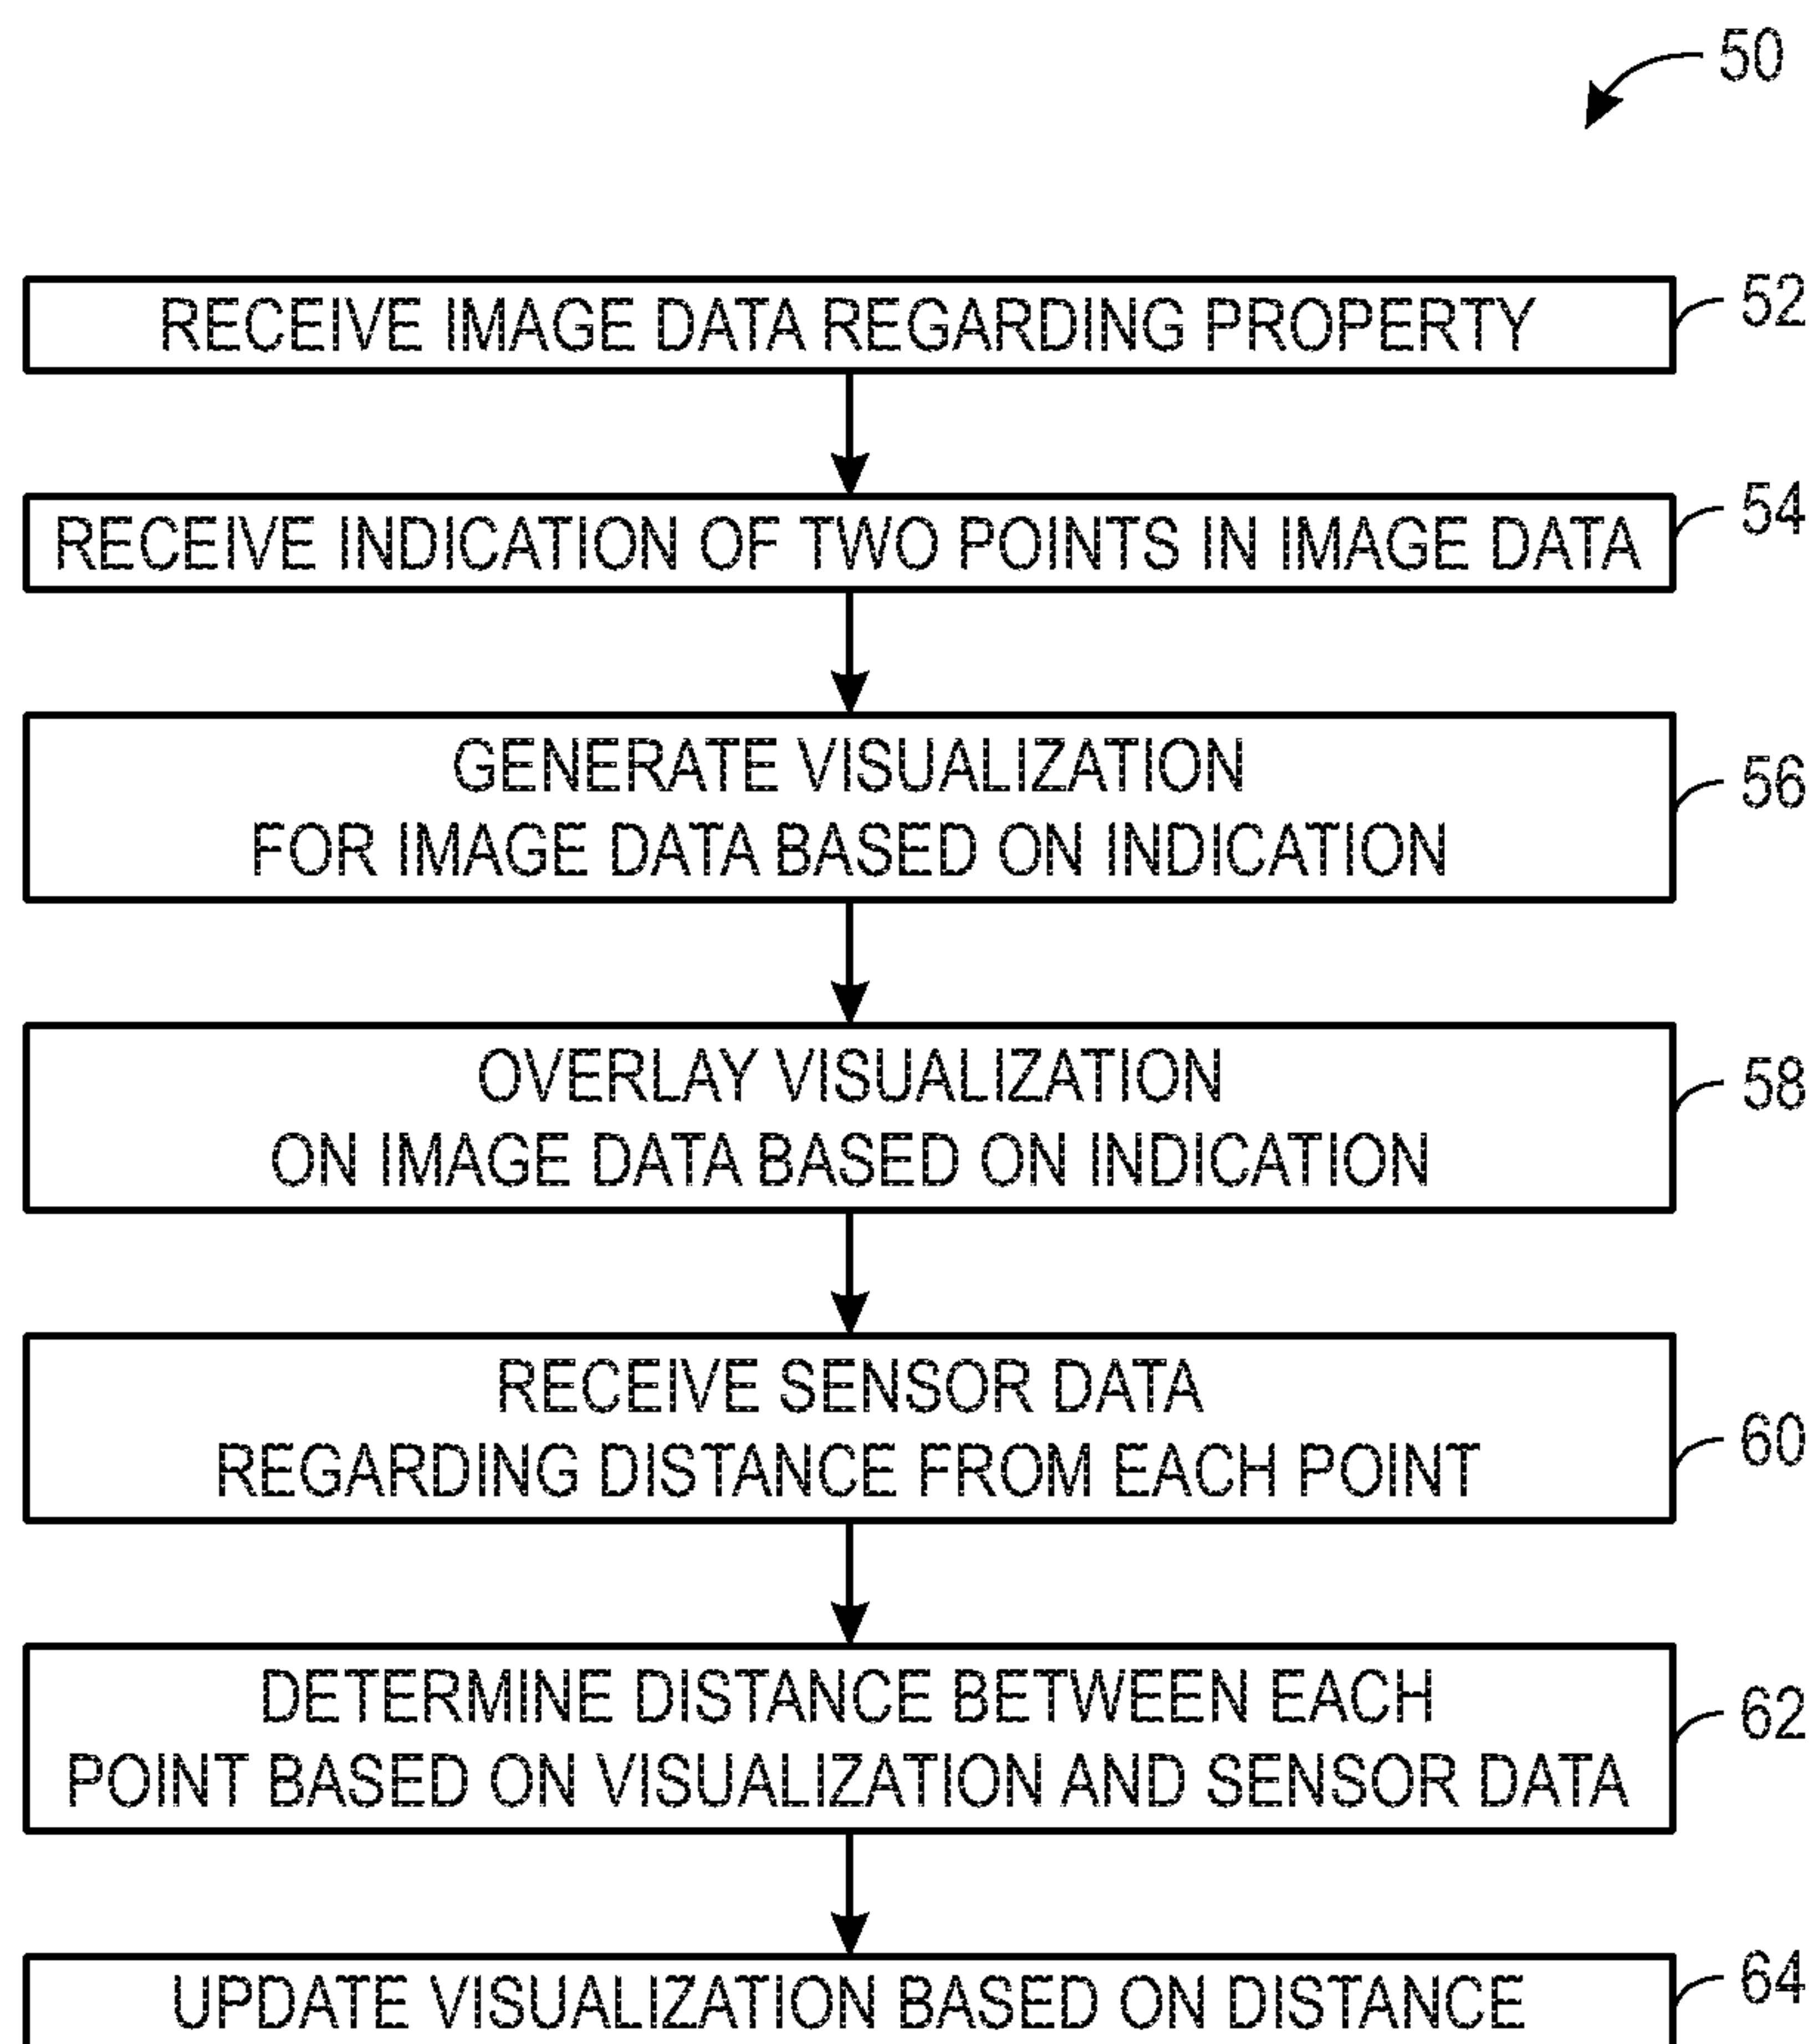 50
RECEIVE IMAGE DATA REGARDING PROPERTY
52
RECEIVE INDICATION OF TWO POINTS IN IMAGE DATA
54
GENERATE VISUALIZATION
FOR IMAGE DATA BASED ON INDICATION
56
OVERLAY VISUALIZATION
ON IMAGE DATA BASED ON INDICATION
58
RECEIVE SENSOR DATA
REGARDING DISTANCE FROM EACH POINT
60
DETERMINE DISTANCE BETWEEN EACH
POINT BASED ON VISUALIZATION AND SENSOR DATA
62
UPDATE VISUALIZATION BASED ON DISTANCE
64